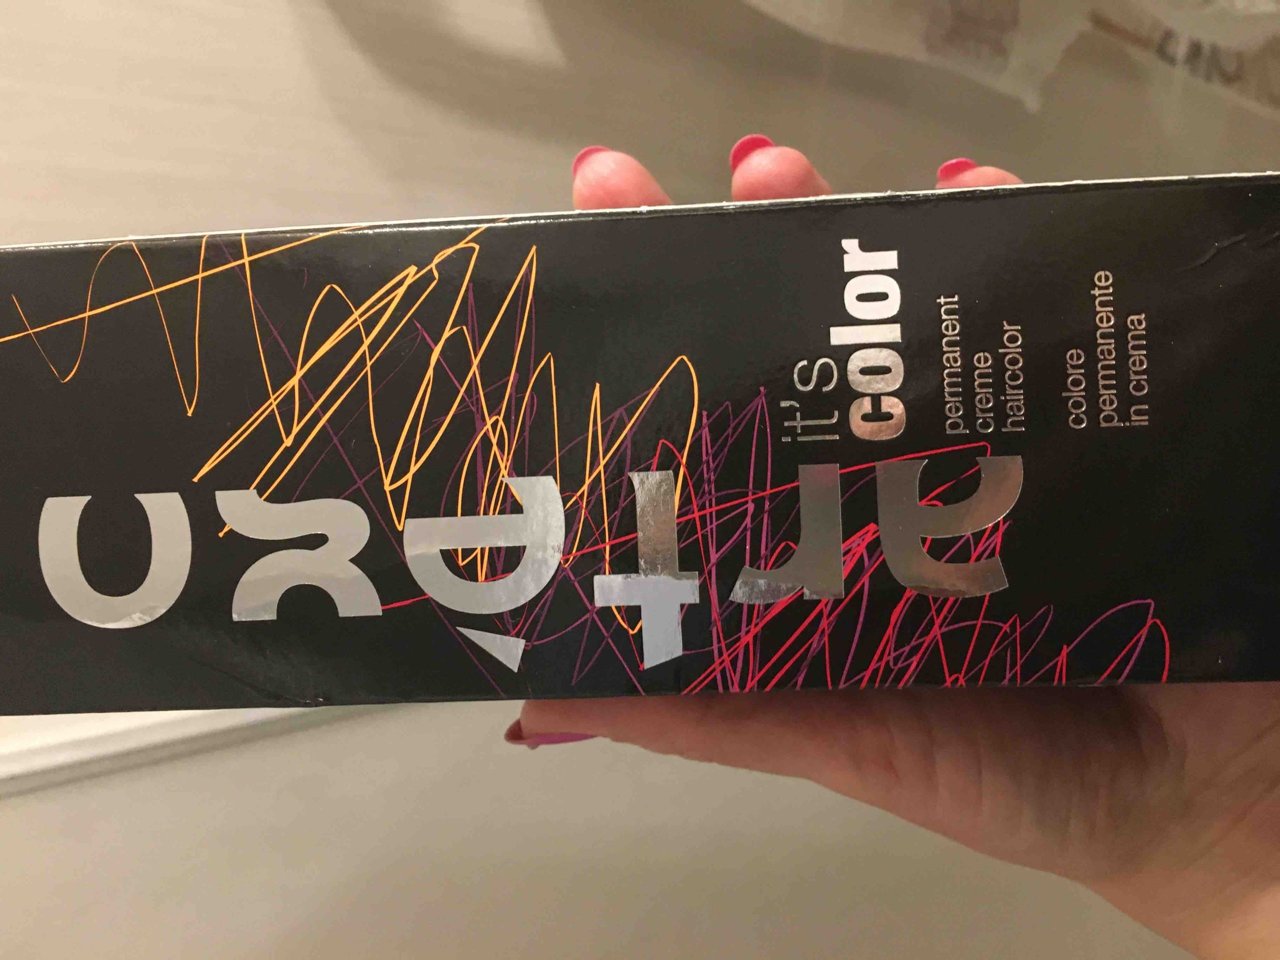 artègo
it's
color
permanent
creme
haircolor
colore
permanente
in crema